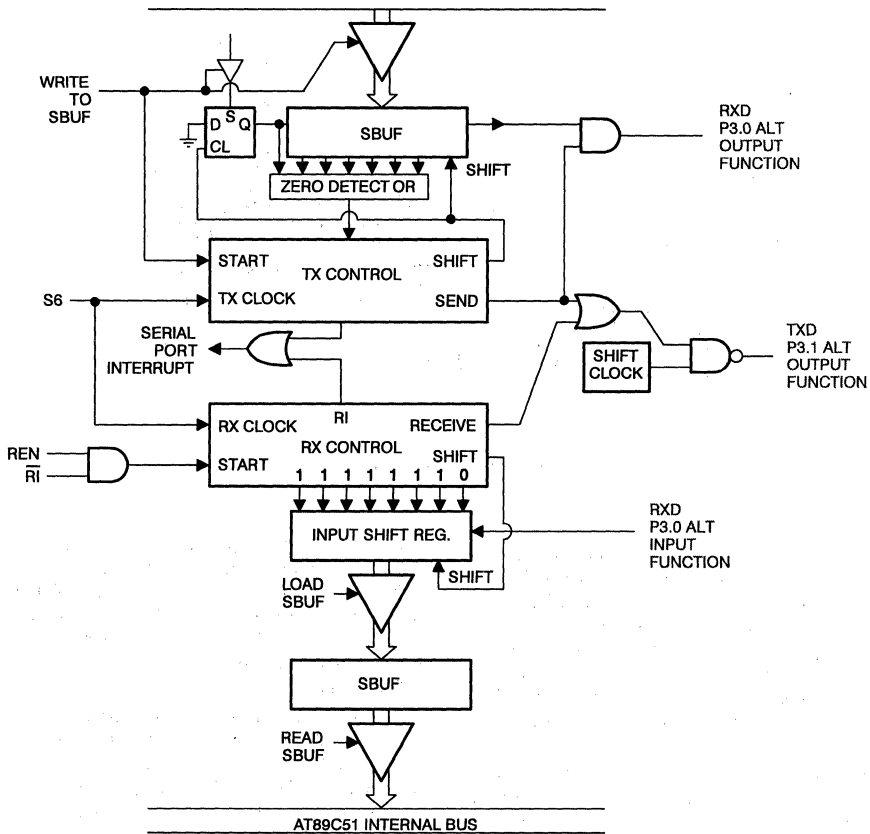 WRITE
TO
SBUF
D S Q
CL
SBUF
SHIFT
ZERO DETECT OR
RXD
P3.0 ALT
OUTPUT
FUNCTION
START
TX CONTROL
SHIFT
S6
TX CLOCK
SEND
SERIAL
PORT
INTERRUPT
SHIFT
CLOCK
TXD
P3.1 ALT
OUTPUT
FUNCTION
RX CLOCK
RI
RECEIVE
RX CONTROL
REN
R̅I̅
START
SHIFT
1 1 1 1 1 1 1 0
INPUT SHIFT REG.
RXD
P3.0 ALT
INPUT
FUNCTION
SHIFT
LOAD
SBUF
SBUF
READ
SBUF
AT89C51 INTERNAL BUS